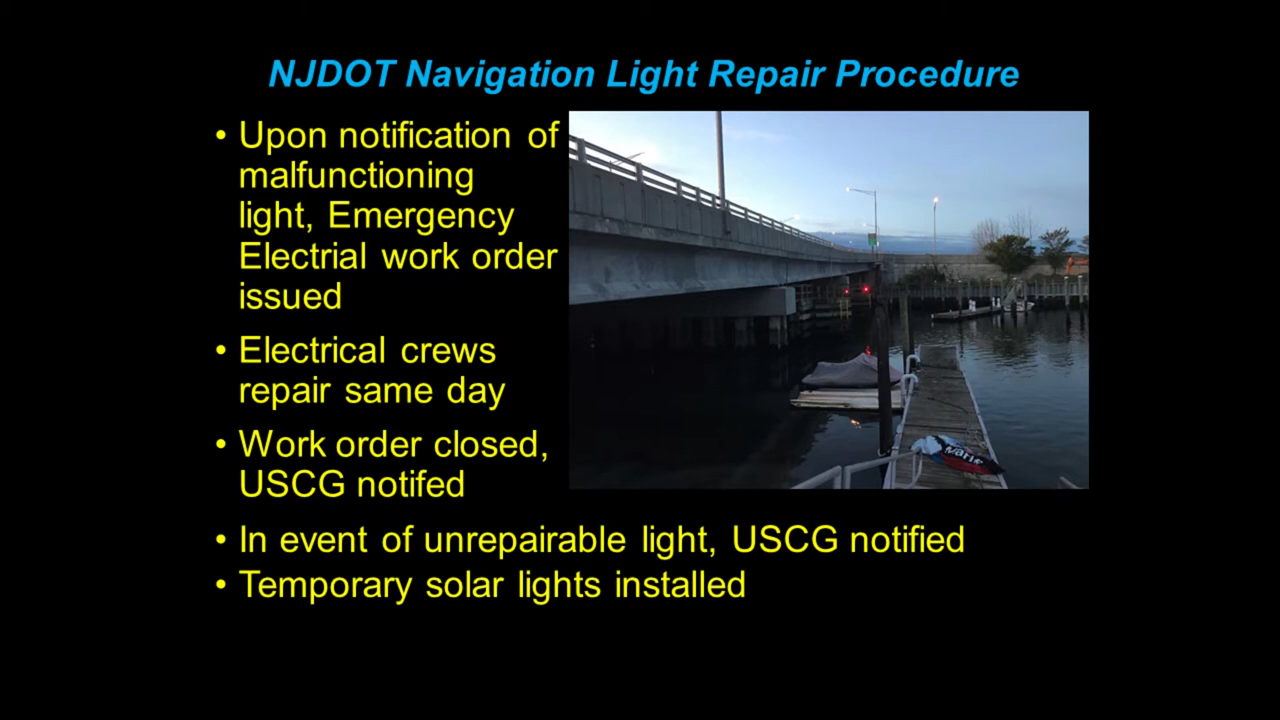 NJDOT Navigation Light Repair Procedure
• Upon notification of
malfunctioning
light, Emergency
Electrial work order
issued
• Electrical crews
repair same day
• Work order closed,
USCG notifed
• In event of unrepairable light, USCG notified
• Temporary solar lights installed
Marie